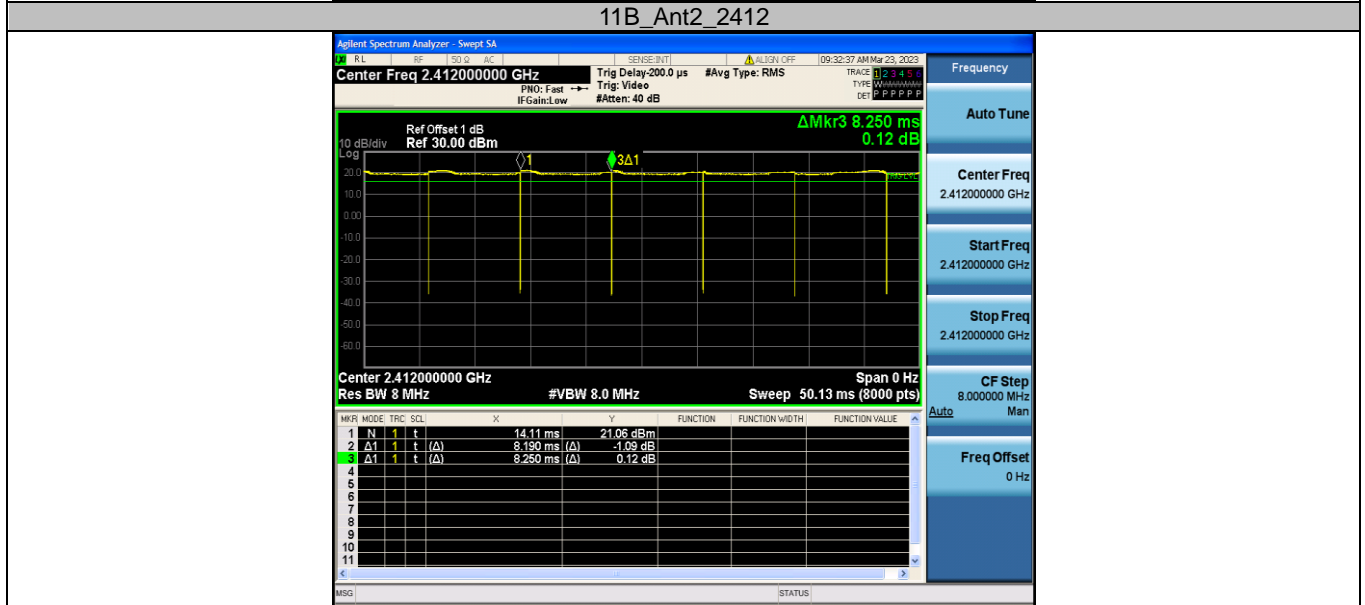 11B_Ant2_2412
Agilent Spectrum Analyzer - Swept SA
RL RF 50 Ω AC SENSE:INT ALIGN OFF 09:32:37 AM Mar 23, 2023
Center Freq 2.412000000 GHz
PNO: Fast
IFGain:Low
Trig Delay-200.0 µs
Trig: Video
#Atten: 40 dB
#Avg Type: RMS
TRACE 1 2 3 4 5 6
TYPE
DET P P P P P P
ΔMkr3 8.250 ms
0.12 dB
Ref Offset 1 dB
10 dB/div Ref 30.00 dBm
Log
1
3Δ1
20.0
10.0
0.00
-10.0
-20.0
-30.0
-40.0
-50.0
-60.0
Center 2.412000000 GHz Span 0 Hz
Res BW 8 MHz #VBW 8.0 MHz Sweep 50.13 ms (8000 pts)
MKR MODE TRC SCL X Y FUNCTION FUNCTION WIDTH FUNCTION VALUE
1 N 1 t 14.11 ms 21.06 dBm
2 Δ1 1 t (Δ) 8.190 ms (Δ) -1.09 dB
3 Δ1 1 t (Δ) 8.250 ms (Δ) 0.12 dB
4
5
6
7
8
9
10
11
MSG STATUS
Frequency
Auto Tune
Center Freq
2.412000000 GHz
Start Freq
2.412000000 GHz
Stop Freq
2.412000000 GHz
CF Step
8.000000 MHz
Auto Man
Freq Offset
0 Hz